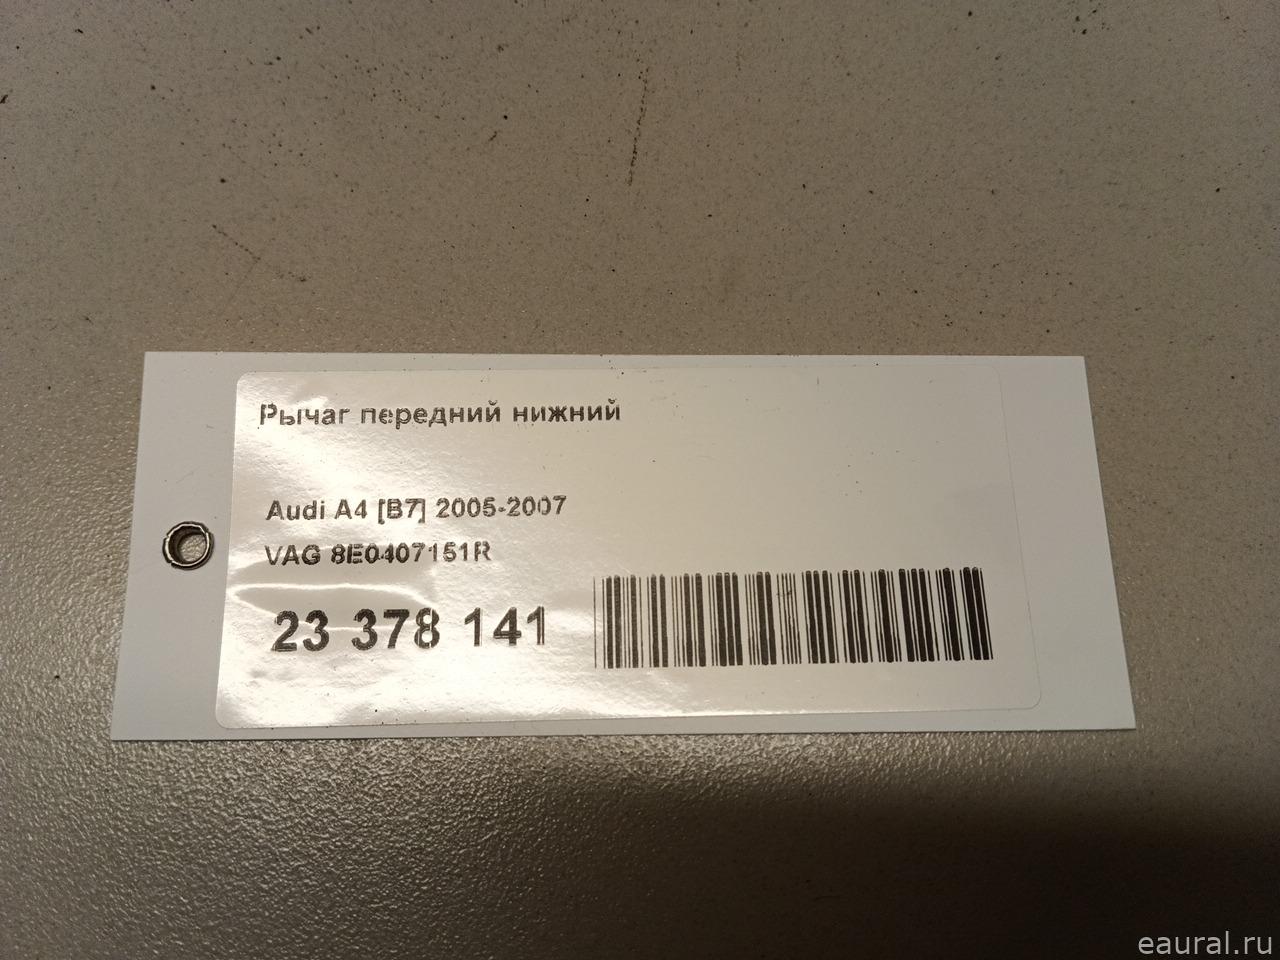 Рычаг передний нижний
Audi A4 [B7] 2005-2007
VAG 8E0407151R
23 378 141
eaural.ru